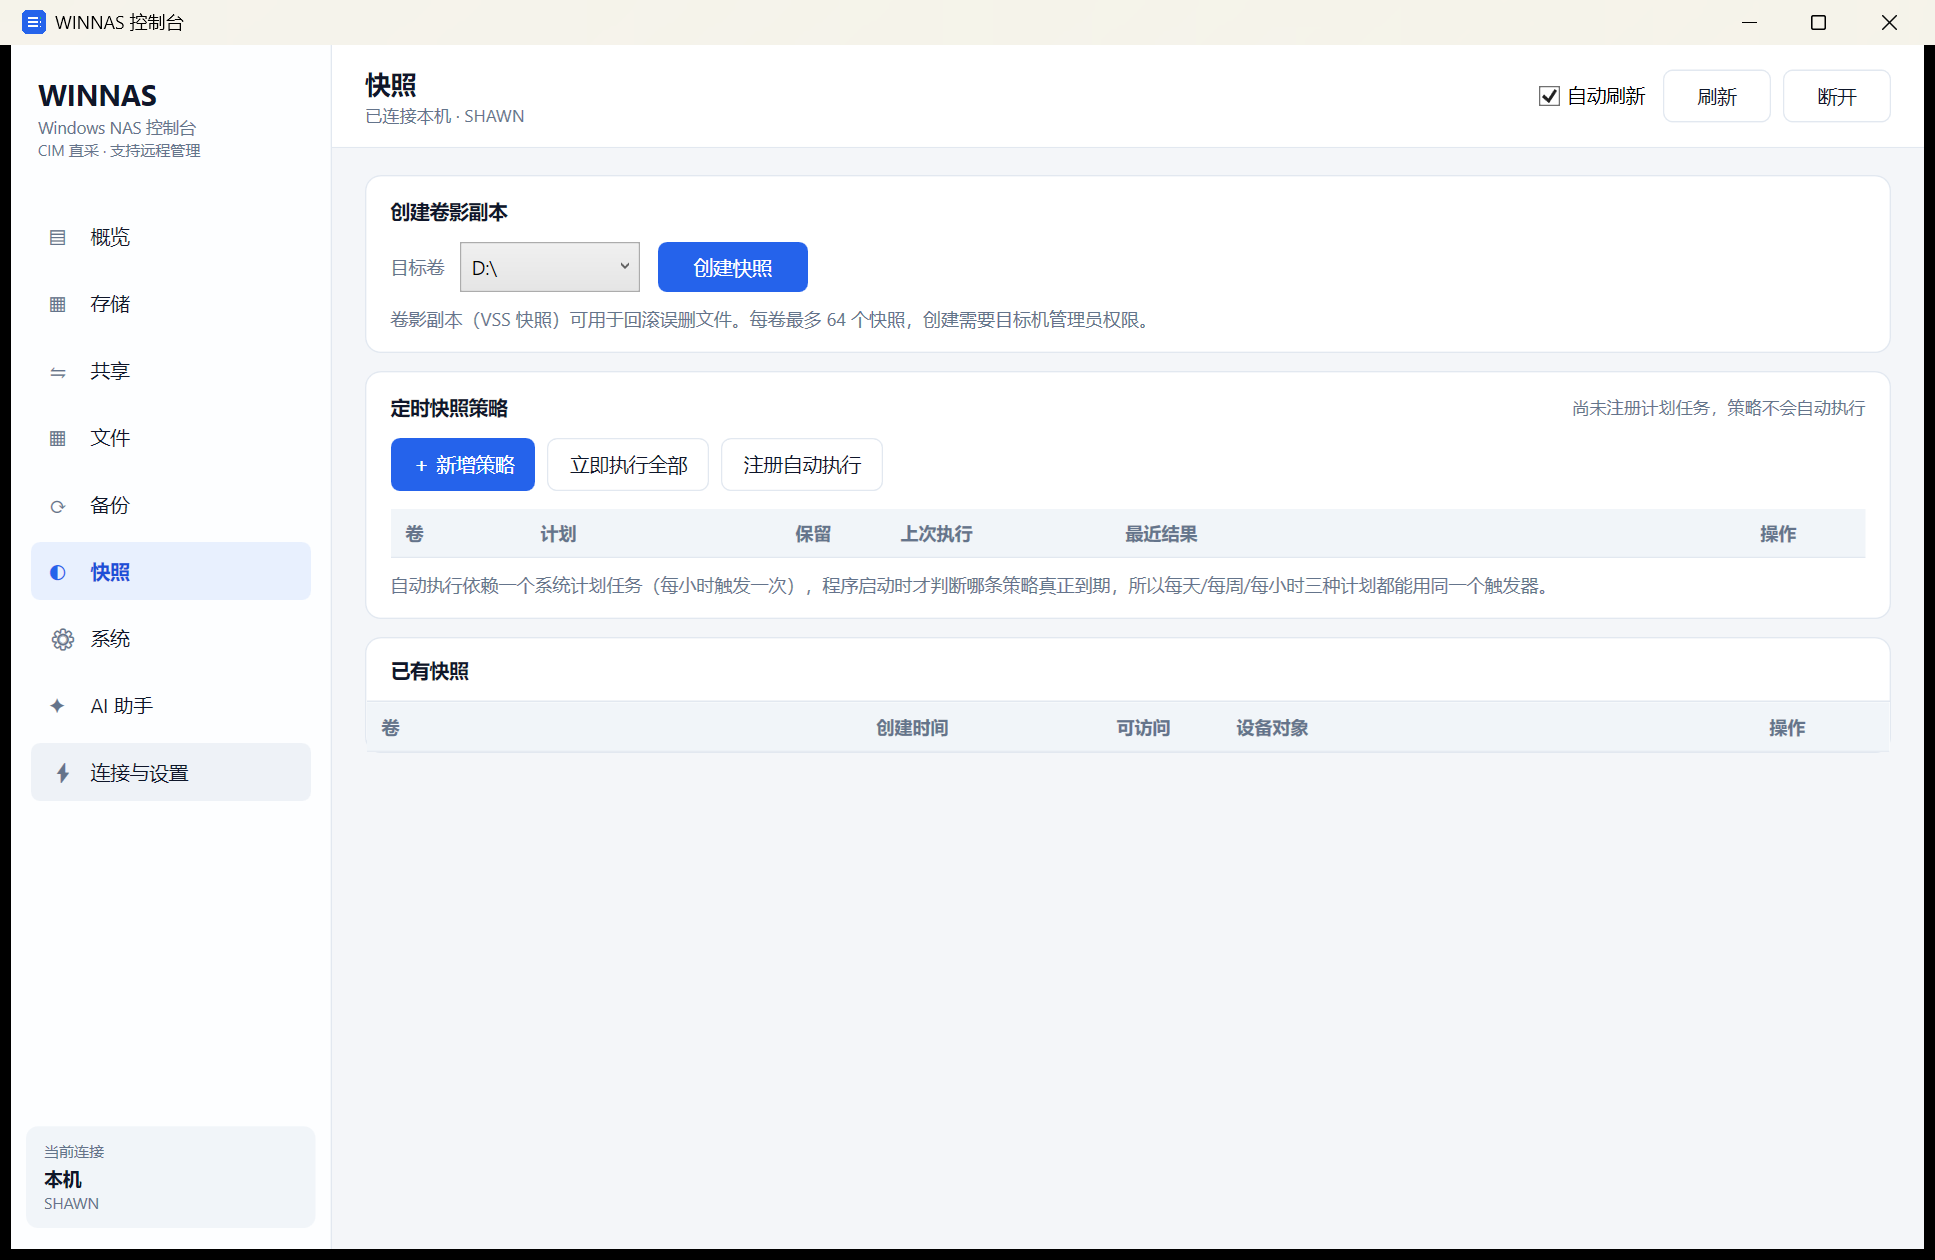 WINNAS 控制台
WINNAS
Windows NAS 控制台
CIM 直采 · 支持远程管理
概览
存储
共享
文件
备份
快照
系统
AI 助手
连接与设置
当前连接
本机
SHAWN
快照
已连接本机 · SHAWN
自动刷新
刷新
断开
创建卷影副本
目标卷 D:\ 创建快照
卷影副本（VSS 快照）可用于回滚误删文件。每卷最多 64 个快照，创建需要目标机管理员权限。
定时快照策略
尚未注册计划任务，策略不会自动执行
+ 新增策略 立即执行全部 注册自动执行
卷 计划 保留 上次执行 最近结果 操作
自动执行依赖一个系统计划任务（每小时触发一次），程序启动时才判断哪条策略真正到期，所以每天/每周/每小时三种计划都能用同一个触发器。
已有快照
卷 创建时间 可访问 设备对象 操作